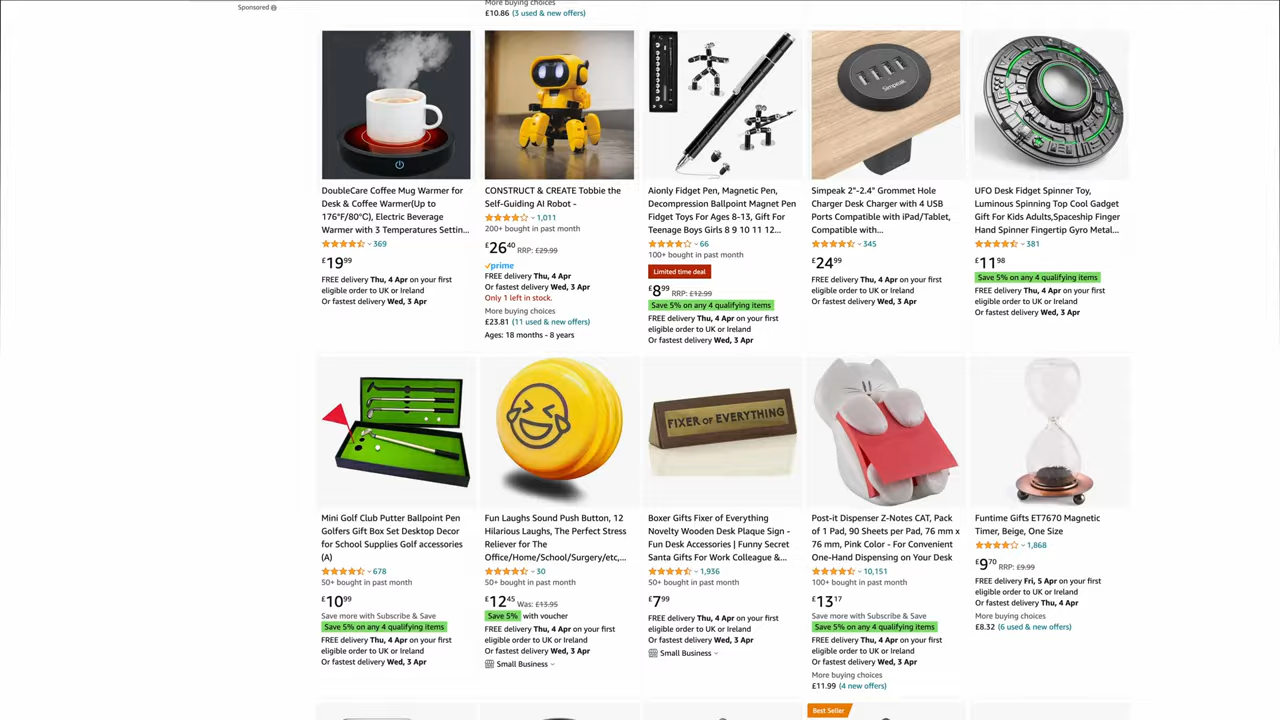 Sponsored
More buying choices
£10.86 (3 used & new offers)
DoubleCare Coffee Mug Warmer for
Desk & Coffee Warmer(Up to
176°F/80°C), Electric Beverage
Warmer with 3 Temperatures Settin...
369
£19⁹⁹
FREE delivery Thu, 4 Apr on your first
eligible order to UK or Ireland
Or fastest delivery Wed, 3 Apr
CONSTRUCT & CREATE Tobbie the
Self-Guiding AI Robot -
1,011
200+ bought in past month
£26⁴⁰ RRP: £29.99
prime
FREE delivery Thu, 4 Apr
Or fastest delivery Wed, 3 Apr
Only 1 left in stock.
More buying choices
£23.81 (11 used & new offers)
Ages: 18 months - 8 years
Aionly Fidget Pen, Magnetic Pen,
Decompression Ballpoint Magnet Pen
Fidget Toys For Ages 8-13, Gift For
Teenage Boys Girls 8 9 10 11 12...
66
100+ bought in past month
Limited time deal
£8⁹⁹ RRP: £12.99
Save 5% on any 4 qualifying items
FREE delivery Thu, 4 Apr on your first
eligible order to UK or Ireland
Or fastest delivery Wed, 3 Apr
Simpeak
Simpeak 2"-2.4" Grommet Hole
Charger Desk Charger with 4 USB
Ports Compatible with iPad/Tablet,
Compatible with...
345
£24⁹⁹
FREE delivery Thu, 4 Apr on your first
eligible order to UK or Ireland
Or fastest delivery Wed, 3 Apr
UFO Desk Fidget Spinner Toy,
Luminous Spinning Top Cool Gadget
Gift For Kids Adults,Spaceship Finger
Hand Spinner Fingertip Gyro Metal...
381
£11⁹⁸
Save 5% on any 4 qualifying items
FREE delivery Thu, 4 Apr on your first
eligible order to UK or Ireland
Or fastest delivery Wed, 3 Apr
Mini Golf Club Putter Ballpoint Pen
Golfers Gift Box Set Desktop Decor
for School Supplies Golf accessories
(A)
678
50+ bought in past month
£10⁹⁹
Save more with Subscribe & Save
Save 5% on any 4 qualifying items
FREE delivery Thu, 4 Apr on your first
eligible order to UK or Ireland
Or fastest delivery Wed, 3 Apr
Fun Laughs Sound Push Button, 12
Hilarious Laughs, The Perfect Stress
Reliever for The
Office/Home/School/Surgery/etc,...
30
50+ bought in past month
£12⁴⁵ Was: £13.95
Save 5% with voucher
FREE delivery Thu, 4 Apr on your first
eligible order to UK or Ireland
Or fastest delivery Wed, 3 Apr
Small Business
FIXER OF EVERYTHING
Boxer Gifts Fixer of Everything
Novelty Wooden Desk Plaque Sign -
Fun Desk Accessories | Funny Secret
Santa Gifts For Work Colleague &...
1,936
50+ bought in past month
£7⁹⁹
FREE delivery Thu, 4 Apr on your first
eligible order to UK or Ireland
Or fastest delivery Wed, 3 Apr
Small Business
Post-it Dispenser Z-Notes CAT, Pack
of 1 Pad, 90 Sheets per Pad, 76 mm x
76 mm, Pink Color - For Convenient
One-Hand Dispensing on Your Desk
10,151
100+ bought in past month
£13¹⁷
Save more with Subscribe & Save
Save 5% on any 4 qualifying items
FREE delivery Thu, 4 Apr on your first
eligible order to UK or Ireland
Or fastest delivery Wed, 3 Apr
More buying choices
£11.99 (4 new offers)
Funtime Gifts ET7670 Magnetic
Timer, Beige, One Size
1,868
£9⁷⁰ RRP: £9.99
FREE delivery Fri, 5 Apr on your first
eligible order to UK or Ireland
Or fastest delivery Thu, 4 Apr
More buying choices
£8.32 (6 used & new offers)
Best Seller